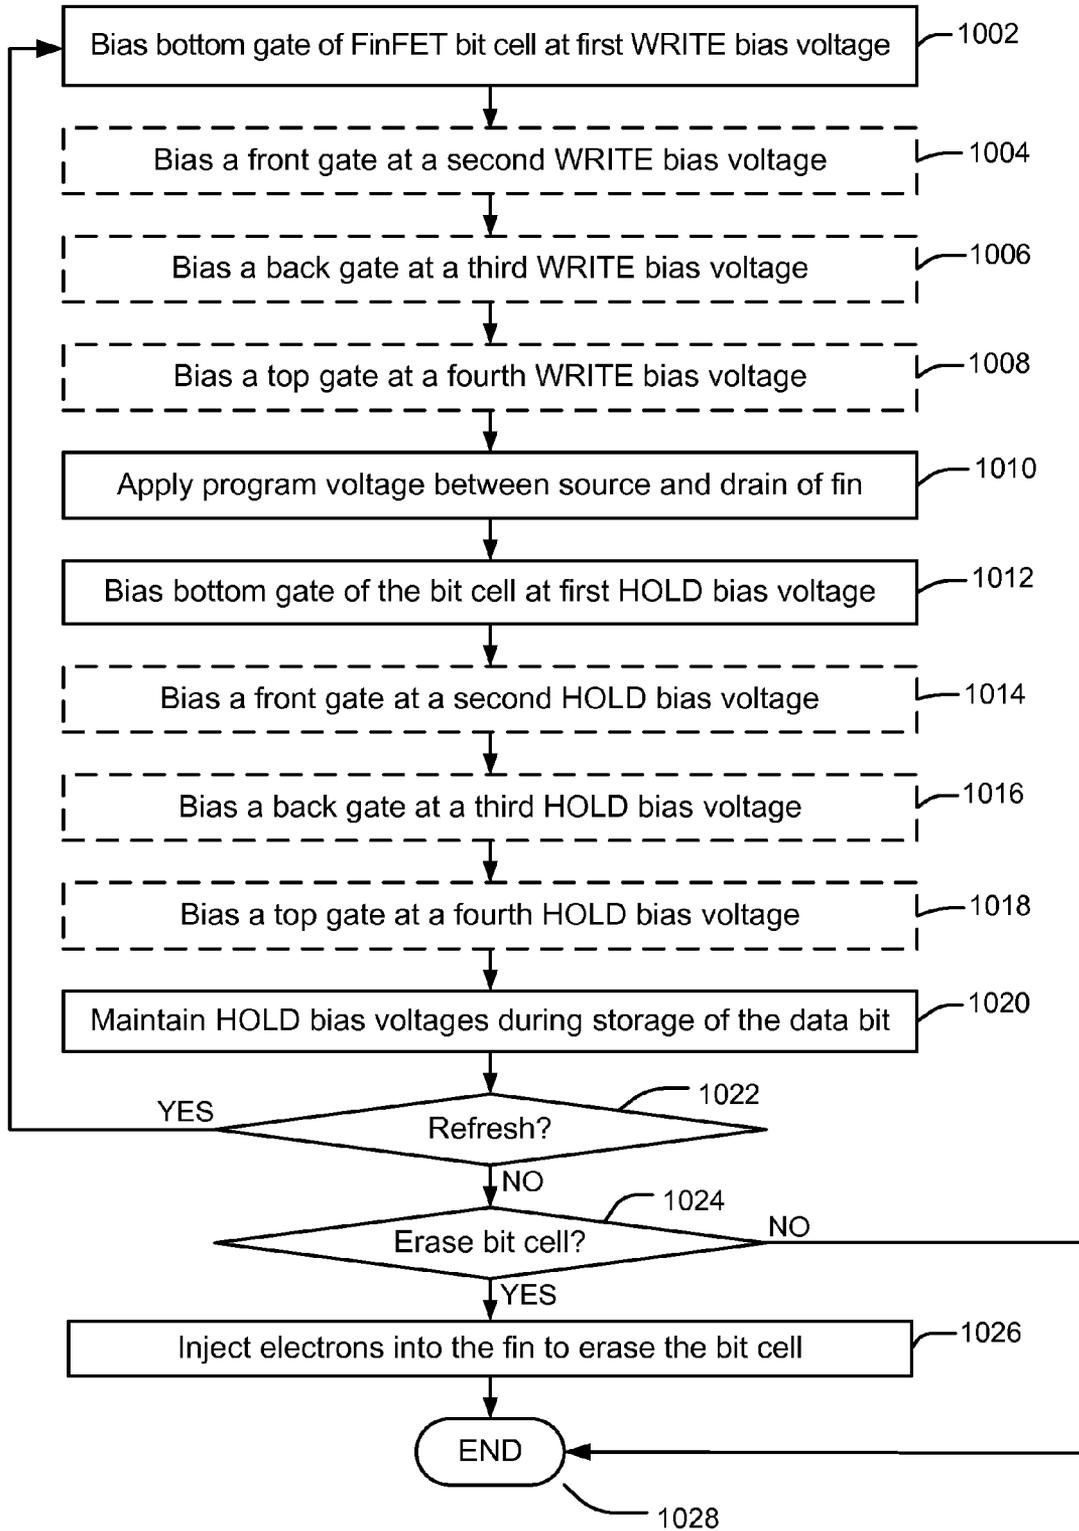 Bias bottom gate of FinFET bit cell at first WRITE bias voltage
1002
Bias a front gate at a second WRITE bias voltage
1004
Bias a back gate at a third WRITE bias voltage
1006
Bias a top gate at a fourth WRITE bias voltage
1008
Apply program voltage between source and drain of fin
1010
Bias bottom gate of the bit cell at first HOLD bias voltage
1012
Bias a front gate at a second HOLD bias voltage
1014
Bias a back gate at a third HOLD bias voltage
1016
Bias a top gate at a fourth HOLD bias voltage
1018
Maintain HOLD bias voltages during storage of the data bit
1020
YES
Refresh?
1022
NO
Erase bit cell?
1024
NO
YES
Inject electrons into the fin to erase the bit cell
1026
END
1028